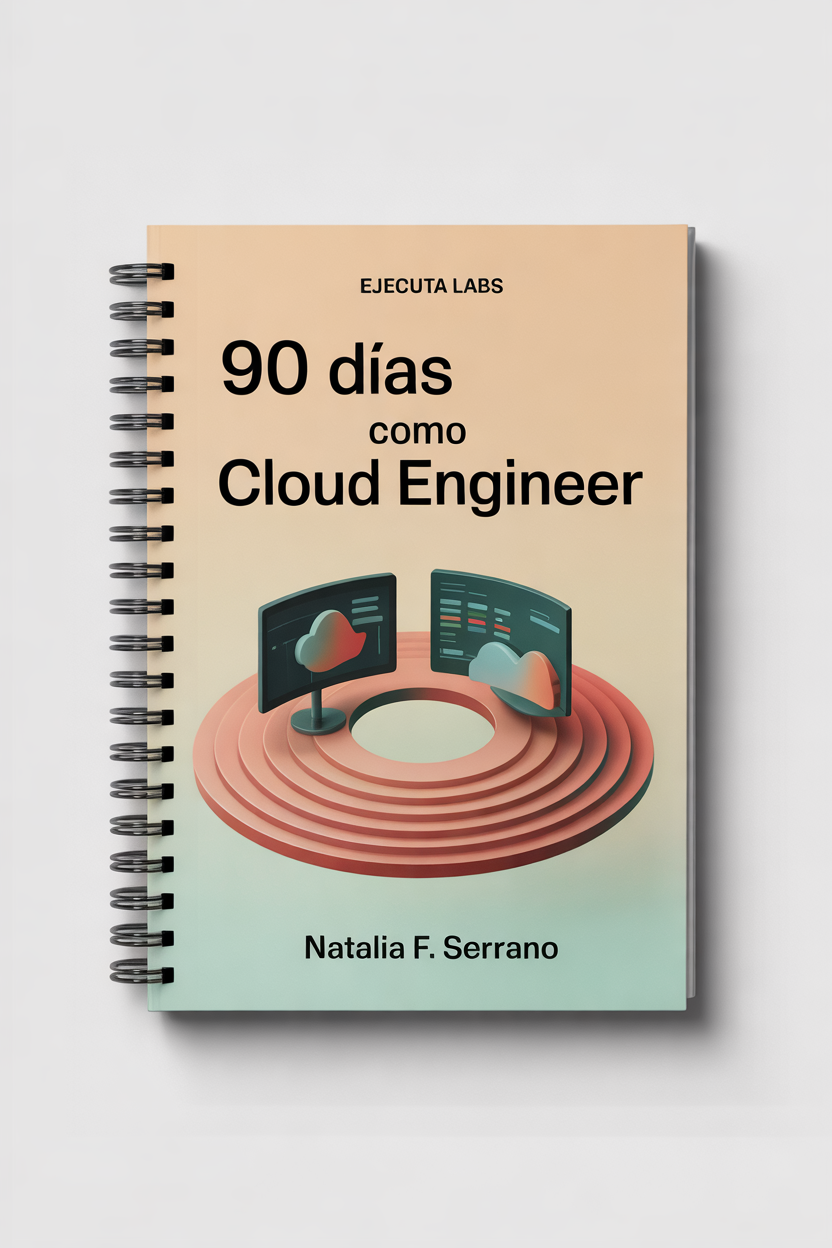 EJECUTA LABS
90 días
como
Cloud Engineer
Natalia F. Serrano